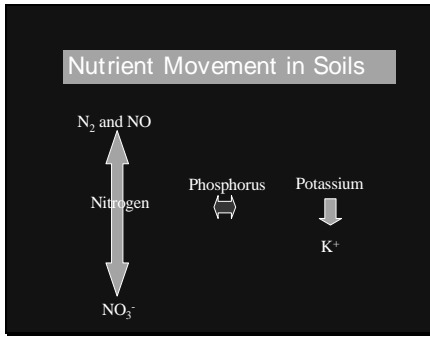 Nutrient Movement in Soils
N₂ and NO
Nitrogen
Phosphorus
Potassium
K⁺
NO₃⁻